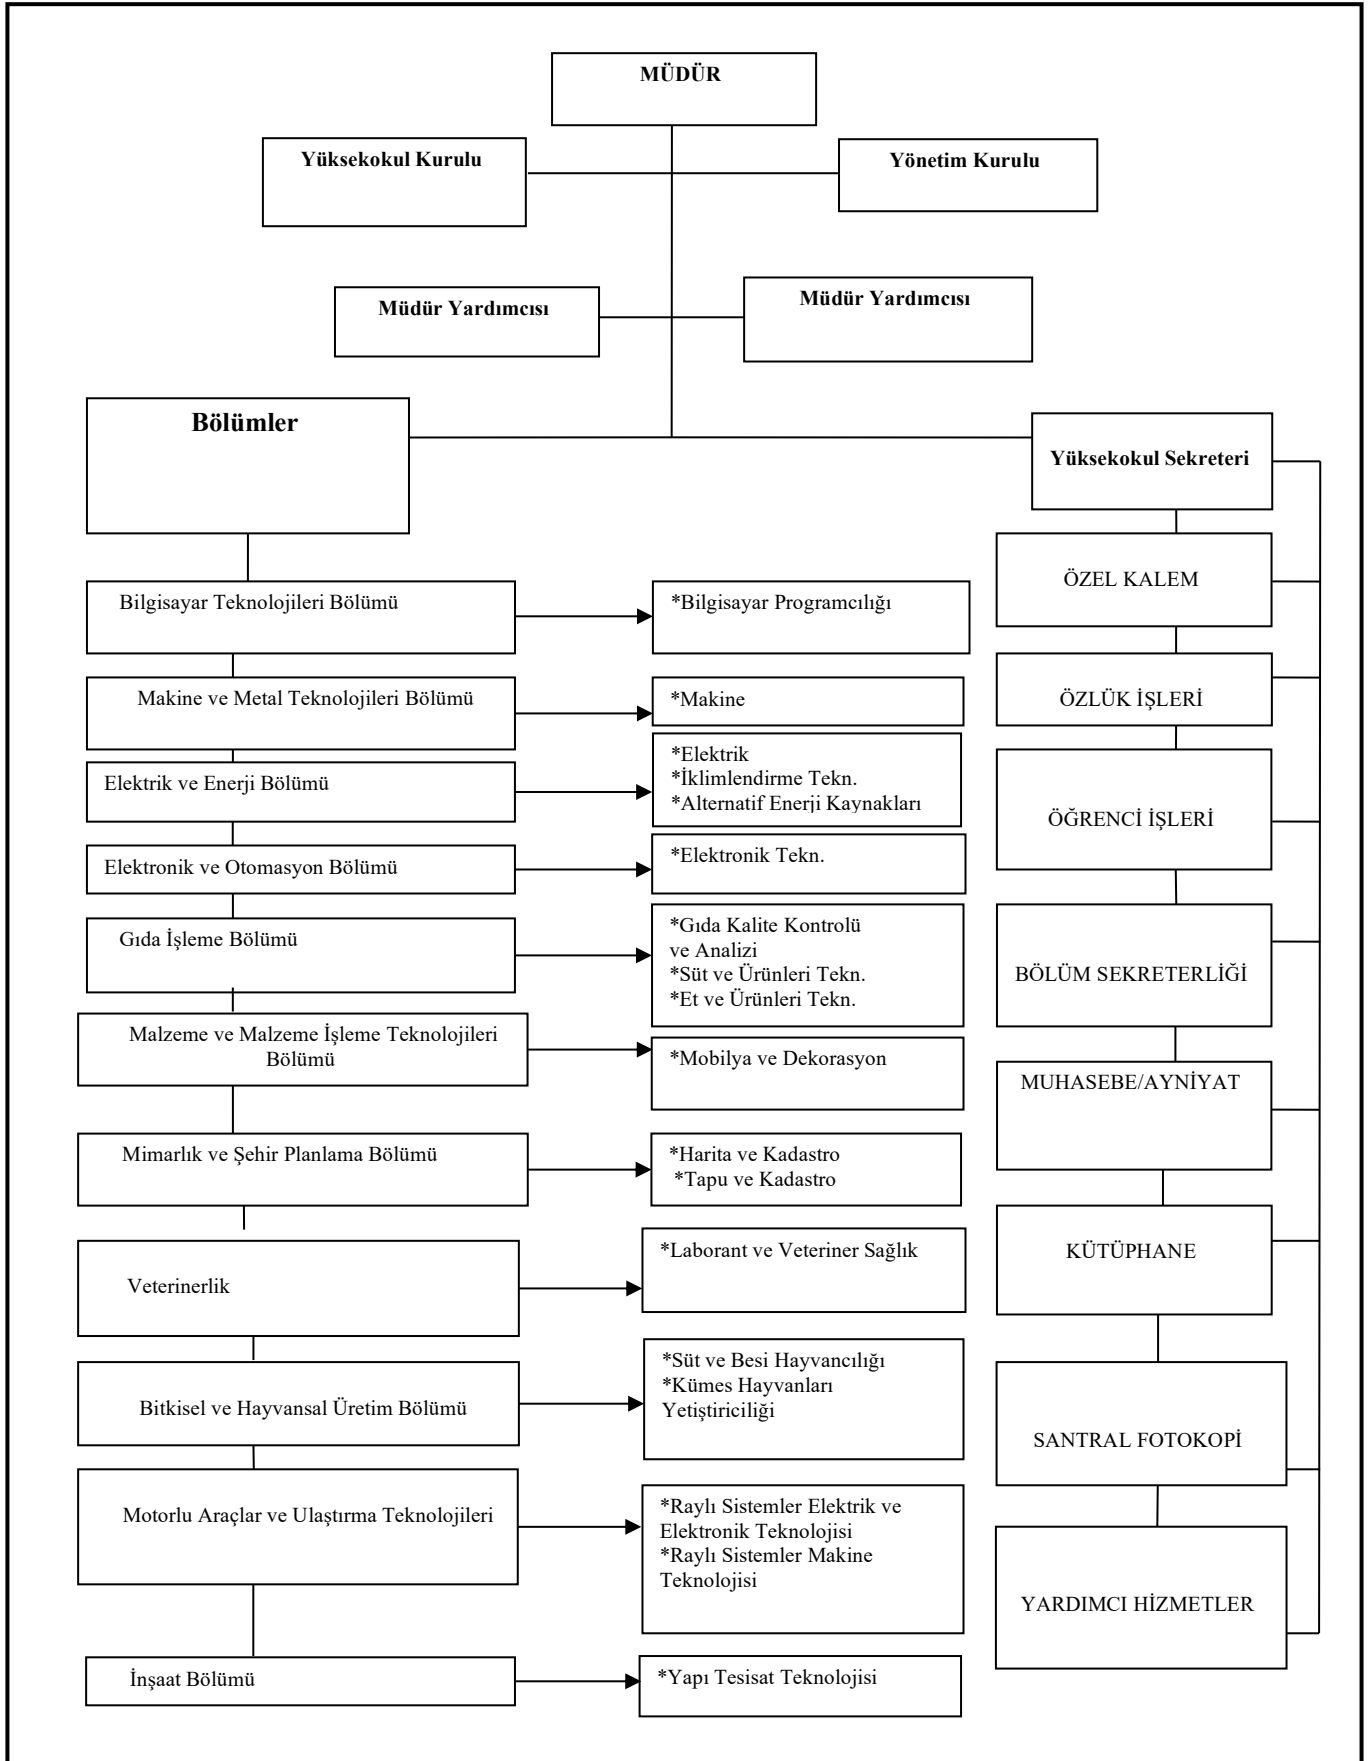 MÜDÜR
Yüksekokul Kurulu
Yönetim Kurulu
Müdür Yardımcısı
Müdür Yardımcısı
Bölümler
Yüksekokul Sekreteri
Bilgisayar Teknolojileri Bölümü
*Bilgisayar Programcılığı
Makine ve Metal Teknolojileri Bölümü
*Makine
Elektrik ve Enerji Bölümü
*Elektrik
*İklimlendirme Tekn.
*Alternatif Enerji Kaynakları
Elektronik ve Otomasyon Bölümü
*Elektronik Tekn.
Gıda İşleme Bölümü
*Gıda Kalite Kontrolü
ve Analizi
*Süt ve Ürünleri Tekn.
*Et ve Ürünleri Tekn.
Malzeme ve Malzeme İşleme Teknolojileri
Bölümü
*Mobilya ve Dekorasyon
Mimarlık ve Şehir Planlama Bölümü
*Harita ve Kadastro
*Tapu ve Kadastro
Veterinerlik
*Laborant ve Veteriner Sağlık
Bitkisel ve Hayvansal Üretim Bölümü
*Süt ve Besi Hayvancılığı
*Kümes Hayvanları
Yetiştiriciliği
Motorlu Araçlar ve Ulaştırma Teknolojileri
*Raylı Sistemler Elektrik ve
Elektronik Teknolojisi
*Raylı Sistemler Makine
Teknolojisi
İnşaat Bölümü
*Yapı Tesisat Teknolojisi
ÖZEL KALEM
ÖZLÜK İŞLERİ
ÖĞRENCİ İŞLERİ
BÖLÜM SEKRETERLİĞİ
MUHASEBE/AYNİYAT
KÜTÜPHANE
SANTRAL FOTOKOPİ
YARDIMCI HİZMETLER